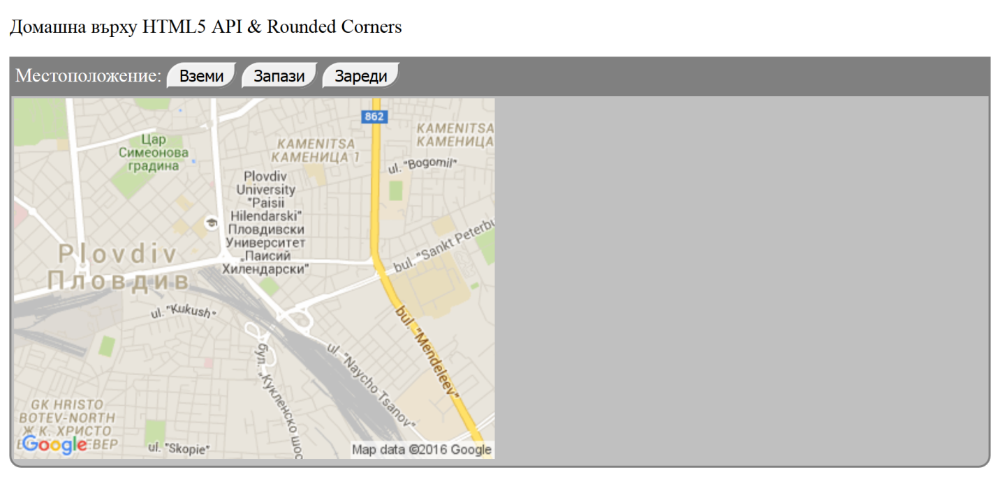 Домашна върху HTML5 API & Rounded Corners
Местоположение: Вземи Запази Зареди
862
KAMENITSA
КАМЕНИЦА
Цар
Симеонова
градина
KAMENITSA
КАМЕНИЦА 1
ul. "Bogomil"
Plovdiv
University
"Paisii
Hilendarski"
Пловдивски
Университет
„Паисий
Хилендарски"
bul. "Sankt Peterbu
Plovdiv
Пловдив
ul. "Kukush"
bul. "Mendeleev"
бул. „Кукленско шос
ul. "Naycho Tsanov"
GK HRISTO
BOTEV-NORTH
Ж.К. ХРИСТО
ЕВЕР
Google
ul. "Skopie"
Map data ©2016 Google